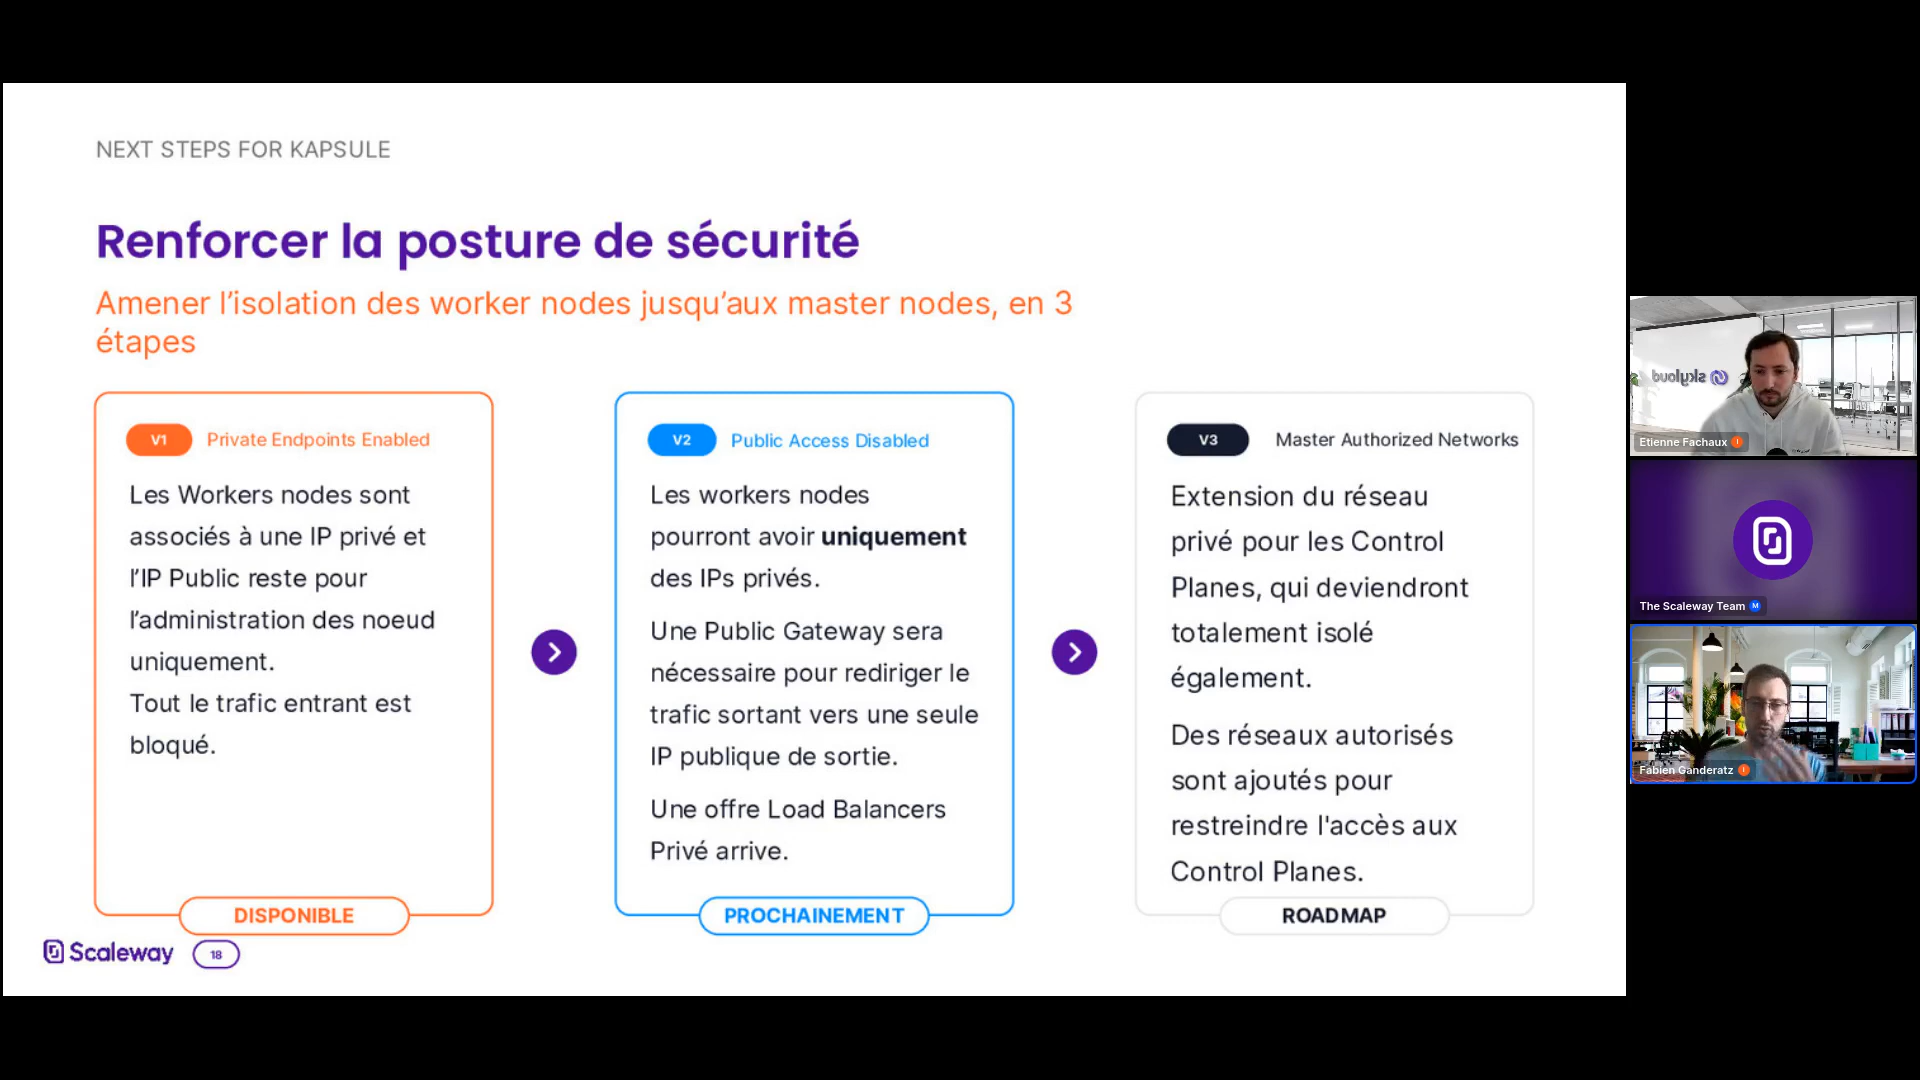 NEXT STEPS FOR KAPSULE
Renforcer la posture de sécurité
Amener l’isolation des worker nodes jusqu’aux master nodes, en 3
étapes
V1 Private Endpoints Enabled
Les Workers nodes sont
associés à une IP privé et
l’IP Public reste pour
l’administration des noeud
uniquement.
Tout le trafic entrant est
bloqué.
DISPONIBLE
V2 Public Access Disabled
Les workers nodes
pourront avoir uniquement
des IPs privés.
Une Public Gateway sera
nécessaire pour rediriger le
trafic sortant vers une seule
IP publique de sortie.
Une offre Load Balancers
Privé arrive.
PROCHAINEMENT
V3 Master Authorized Networks
Extension du réseau
privé pour les Control
Planes, qui deviendront
totalement isolé
également.
Des réseaux autorisés
sont ajoutés pour
restreindre l'accès aux
Control Planes.
ROADMAP
Scaleway 18
skyloud
Etienne Fachaux
The Scaleway Team M
Fabien Ganderatz